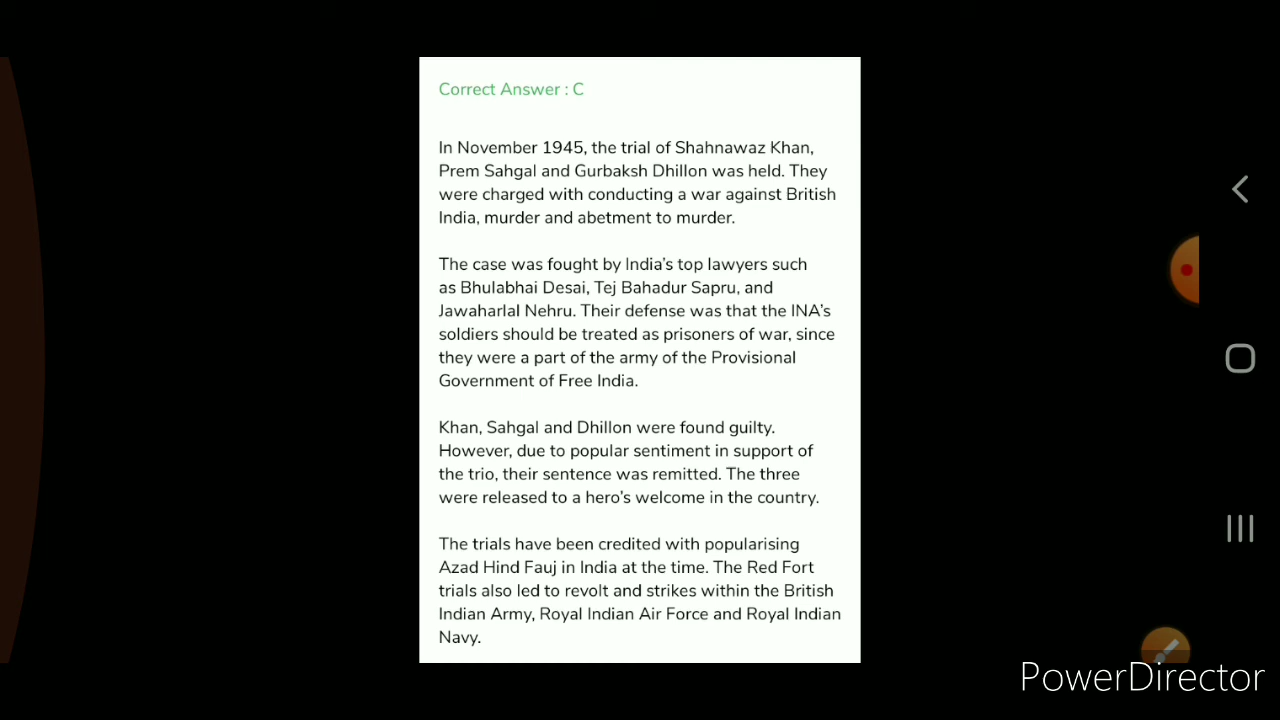 Correct Answer : C
In November 1945, the trial of Shahnawaz Khan,
Prem Sahgal and Gurbaksh Dhillon was held. They
were charged with conducting a war against British
India, murder and abetment to murder.
The case was fought by India's top lawyers such
as Bhulabhai Desai, Tej Bahadur Sapru, and
Jawaharlal Nehru. Their defense was that the INA's
soldiers should be treated as prisoners of war, since
they were a part of the army of the Provisional
Government of Free India.
Khan, Sahgal and Dhillon were found guilty.
However, due to popular sentiment in support of
the trio, their sentence was remitted. The three
were released to a hero's welcome in the country.
The trials have been credited with popularising
Azad Hind Fauj in India at the time. The Red Fort
trials also led to revolt and strikes within the British
Indian Army, Royal Indian Air Force and Royal Indian
Navy.
PowerDirector